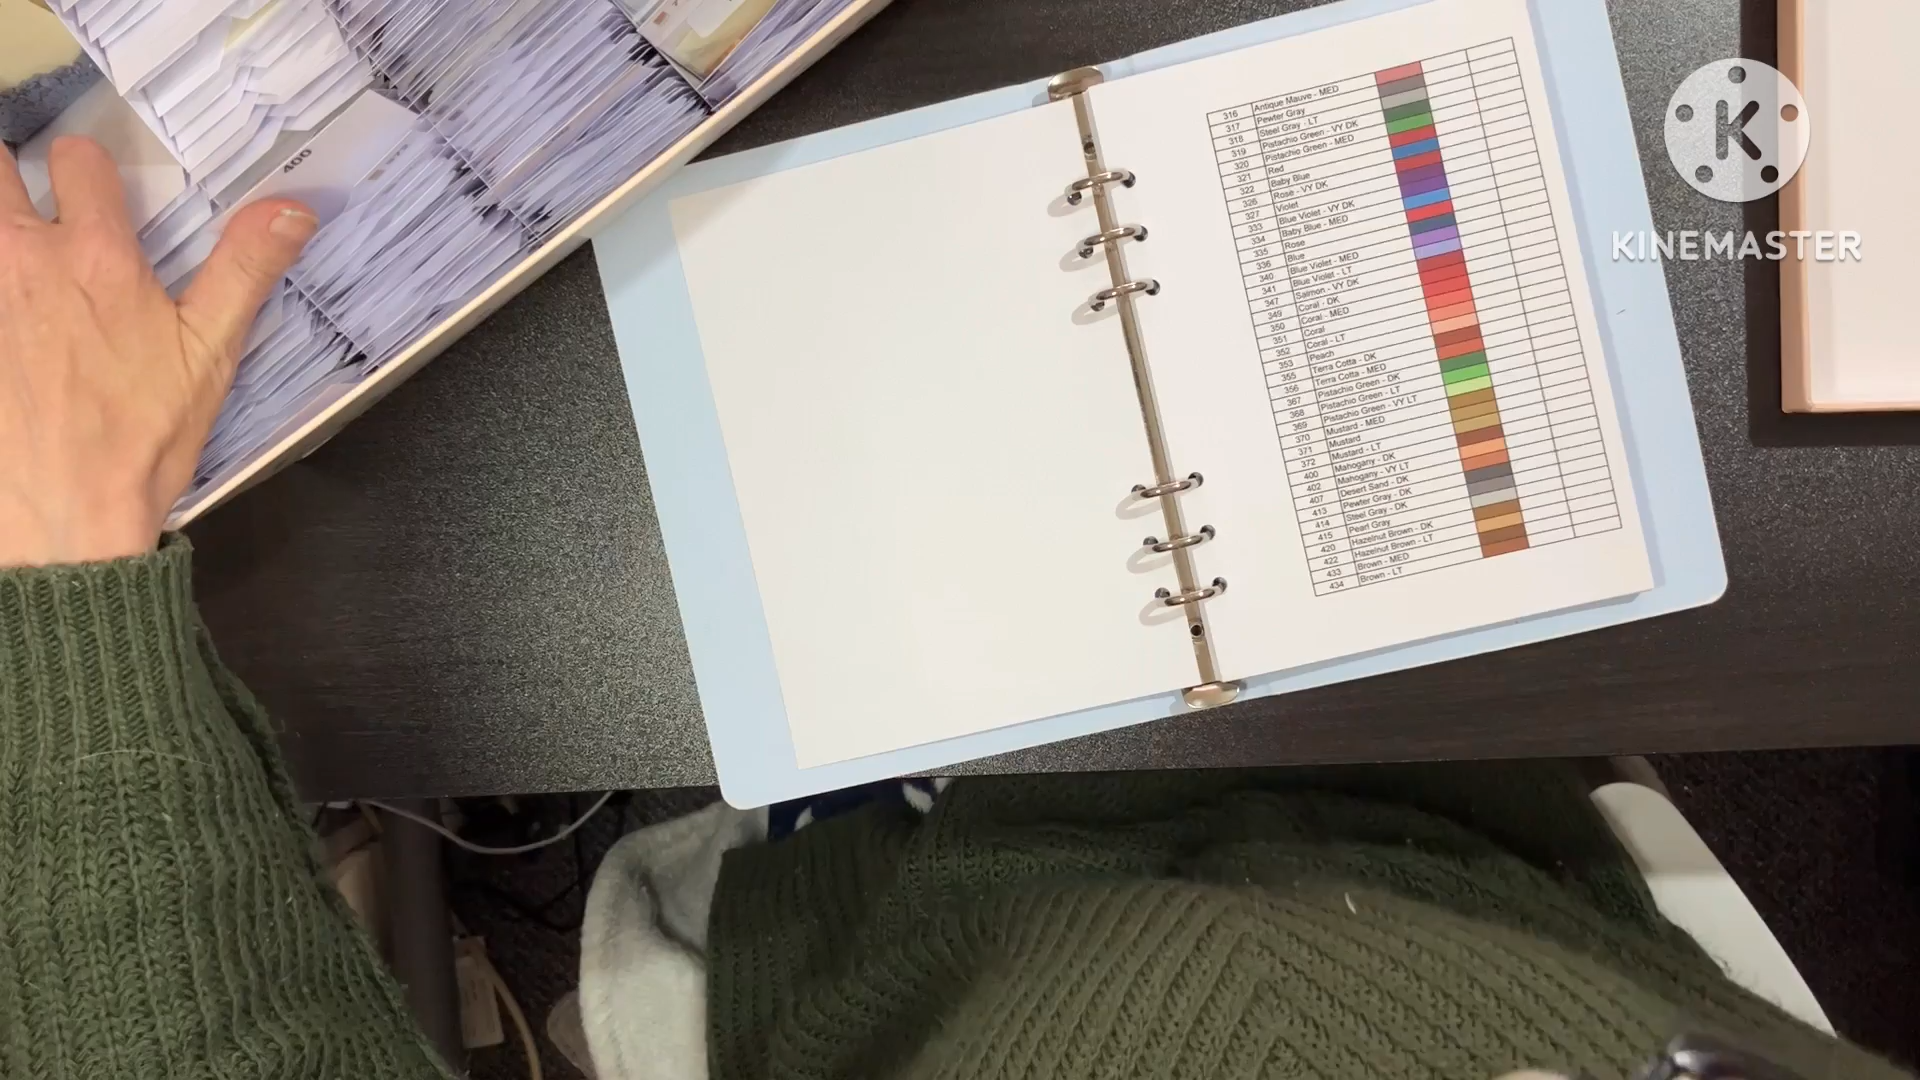 400
316 Antique Mauve - MED
317 Pewter Gray
318 Steel Gray - LT
319 Pistachio Green - VY DK
320 Pistachio Green - MED
321 Red
322 Baby Blue
326 Rose - VY DK
327 Violet
333 Blue Violet - VY DK
334 Baby Blue - MED
335 Rose
336 Blue
340 Blue Violet - MED
341 Blue Violet - LT
347 Salmon - VY DK
349 Coral - DK
350 Coral - MED
351 Coral
352 Coral - LT
353 Peach
355 Terra Cotta - DK
356 Terra Cotta - MED
367 Pistachio Green - DK
368 Pistachio Green - LT
369 Pistachio Green - VY LT
370 Mustard - MED
371 Mustard
372 Mustard - LT
400 Mahogany - DK
402 Mahogany - VY LT
407 Desert Sand - DK
413 Pewter Gray - DK
414 Steel Gray - DK
415 Pearl Gray
420 Hazelnut Brown - DK
422 Hazelnut Brown - LT
433 Brown - MED
434 Brown - LT
K
KINEMASTER